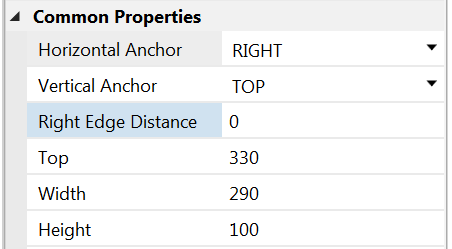 Common Properties
Horizontal Anchor RIGHT
Vertical Anchor TOP
Right Edge Distance 0
Top 330
Width 290
Height 100